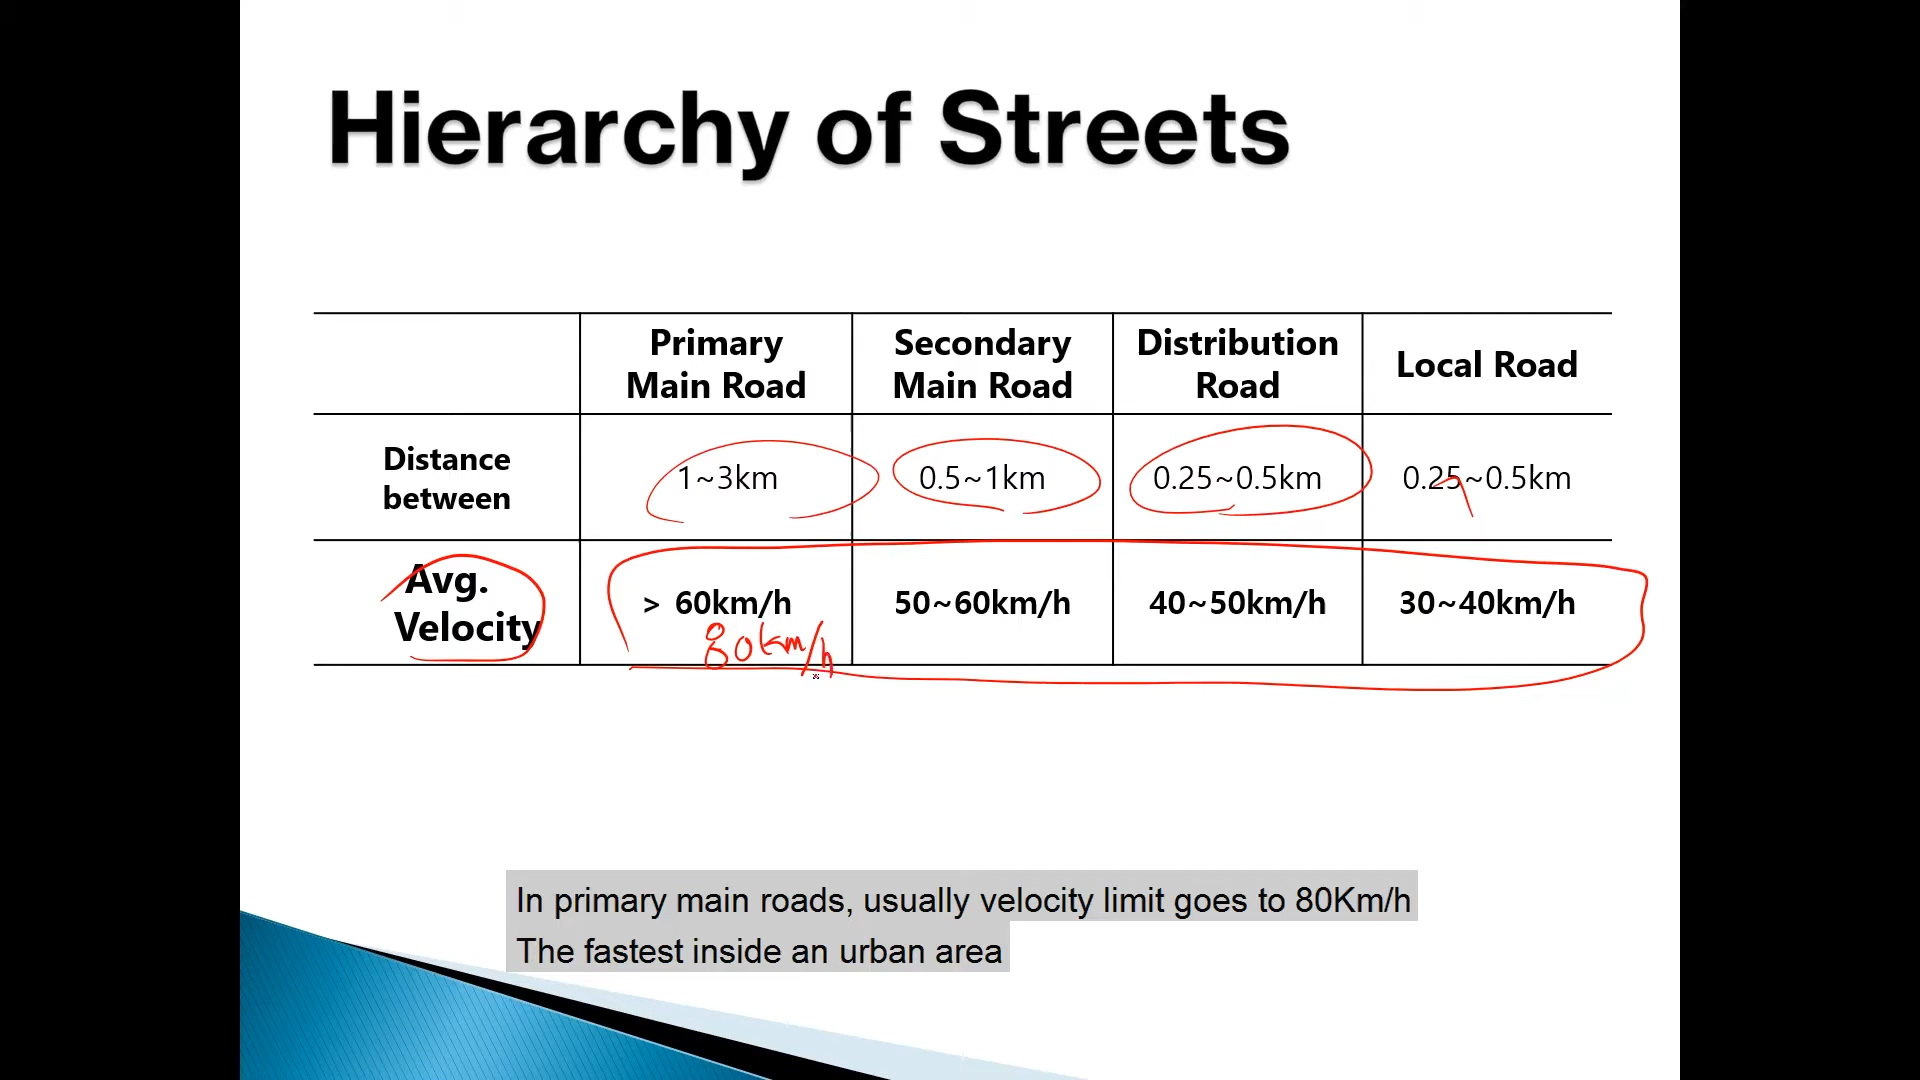 Hierarchy of Streets
Primary Main Road
Secondary Main Road
Distribution Road
Local Road
Distance between
1~3km
0.5~1km
0.25~0.5km
0.25~0.5km
Avg. Velocity
> 60km/h
50~60km/h
40~50km/h
30~40km/h
80km/h
In primary main roads, usually velocity limit goes to 80Km/h
The fastest inside an urban area